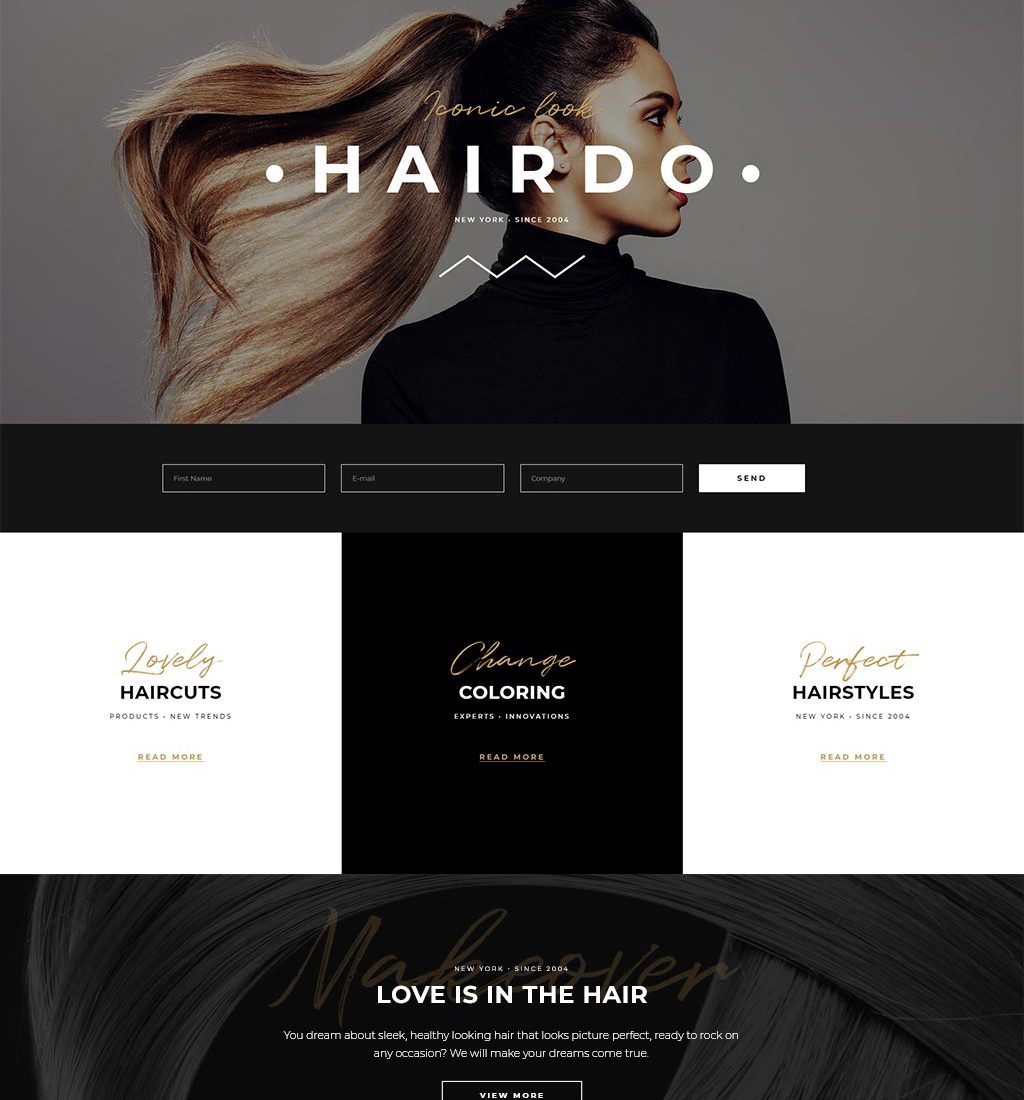 Iconic look
• HAIRDO •
NEW YORK • SINCE 2004
First Name
E-mail
Company
SEND
Lovely
HAIRCUTS
PRODUCTS • NEW TRENDS
READ MORE
Change
COLORING
EXPERTS • INNOVATIONS
READ MORE
Perfect
HAIRSTYLES
NEW YORK • SINCE 2004
READ MORE
Makeover
NEW YORK • SINCE 2004
LOVE IS IN THE HAIR
You dream about sleek, healthy looking hair that looks picture perfect, ready to rock on
any occasion? We will make your dreams come true.
VIEW MORE